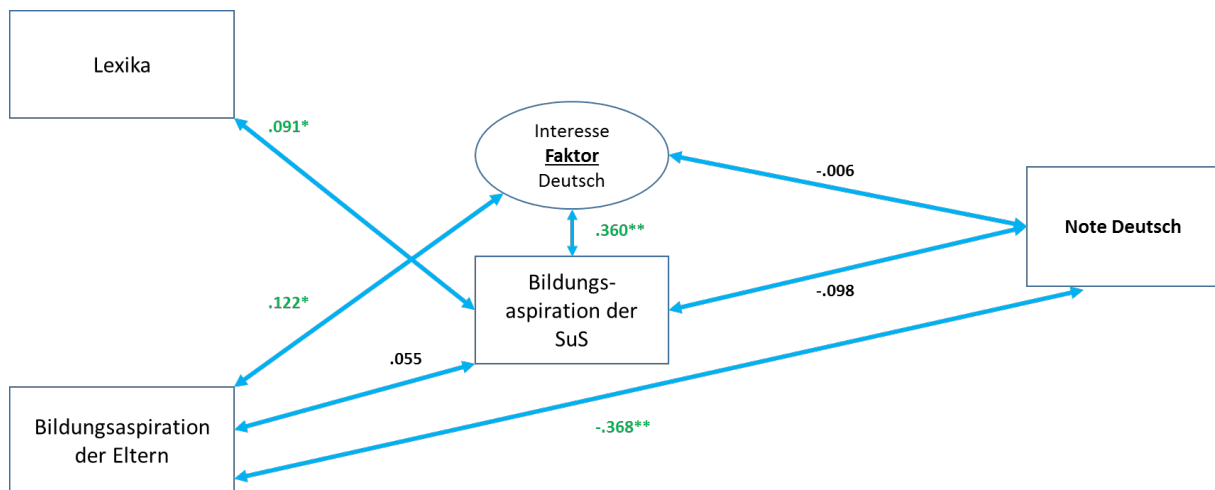 Lexika
.091*
Interesse
Faktor
Deutsch
-.006
Note Deutsch
.360**
Bildungs-
aspiration der
SuS
-.098
.122*
.055
Bildungsaspiration
der Eltern
-.368**